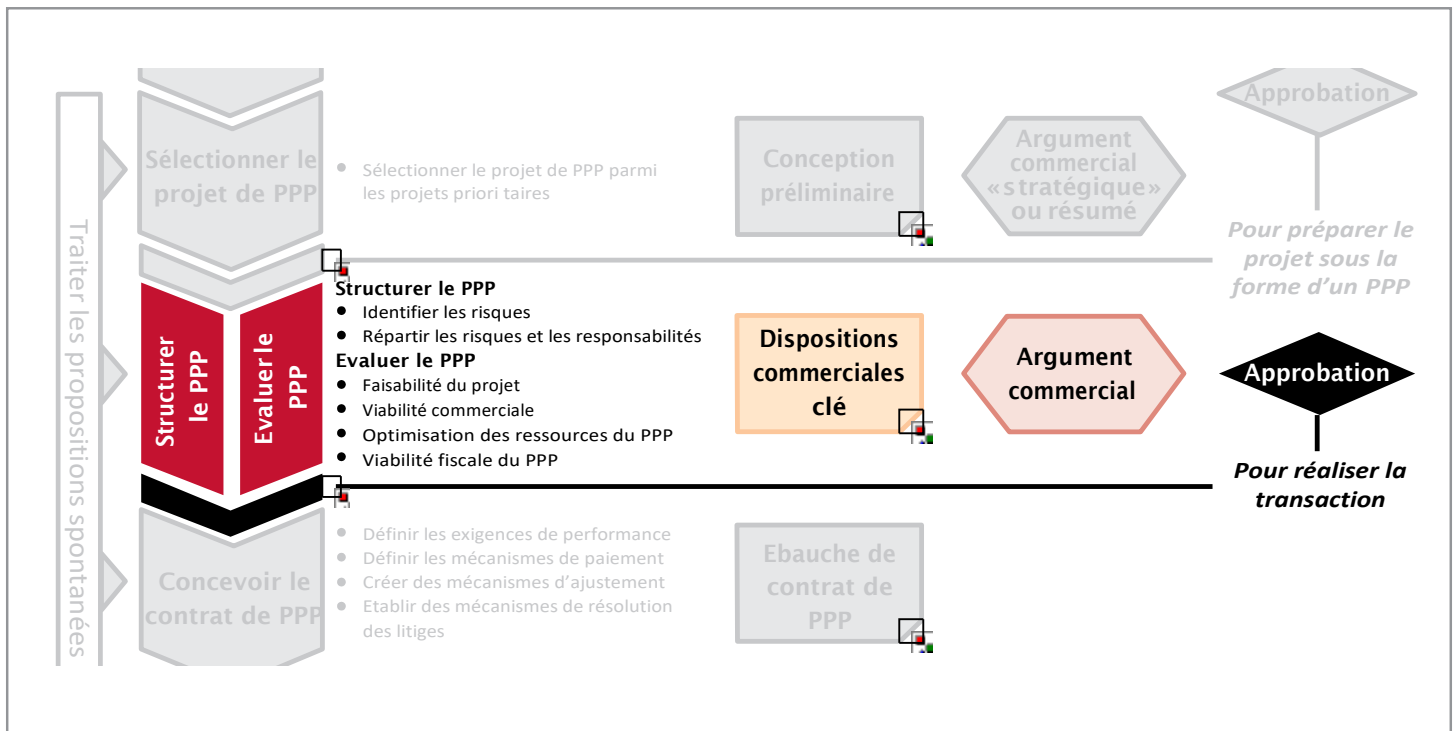 Traiter les propositions spontanées
Sélectionner le
projet de PPP
• Sélectionner le projet de PPP parmi
les projets priori taires
Conception
préliminaire
Argument
commercial
«stratégique»
ou résumé
Approbation
Pour préparer le
projet sous la
forme d’un PPP
Structurer
le PPP
Evaluer le
PPP
Structurer le PPP
• Identifier les risques
• Répartir les risques et les responsabilités
Evaluer le PPP
• Faisabilité du projet
• Viabilité commerciale
• Optimisation des ressources du PPP
• Viabilité fiscale du PPP
Dispositions
commerciales
clé
Argument
commercial
Approbation
Pour réaliser la
transaction
Concevoir le
contrat de PPP
• Définir les exigences de performance
• Définir les mécanismes de paiement
• Créer des mécanismes d’ajustement
• Etablir des mécanismes de résolution
des litiges
Ebauche de
contrat de
PPP